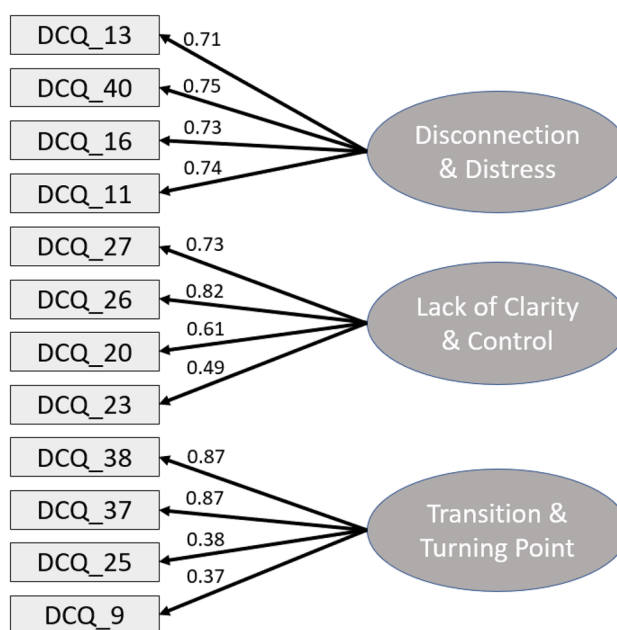 DCQ_13
0.71
DCQ_40
0.75
DCQ_16
0.73
DCQ_11
0.74
Disconnection
& Distress
DCQ_27
0.73
DCQ_26
0.82
DCQ_20
0.61
DCQ_23
0.49
Lack of Clarity
& Control
DCQ_38
0.87
DCQ_37
0.87
DCQ_25
0.38
DCQ_9
0.37
Transition &
Turning Point